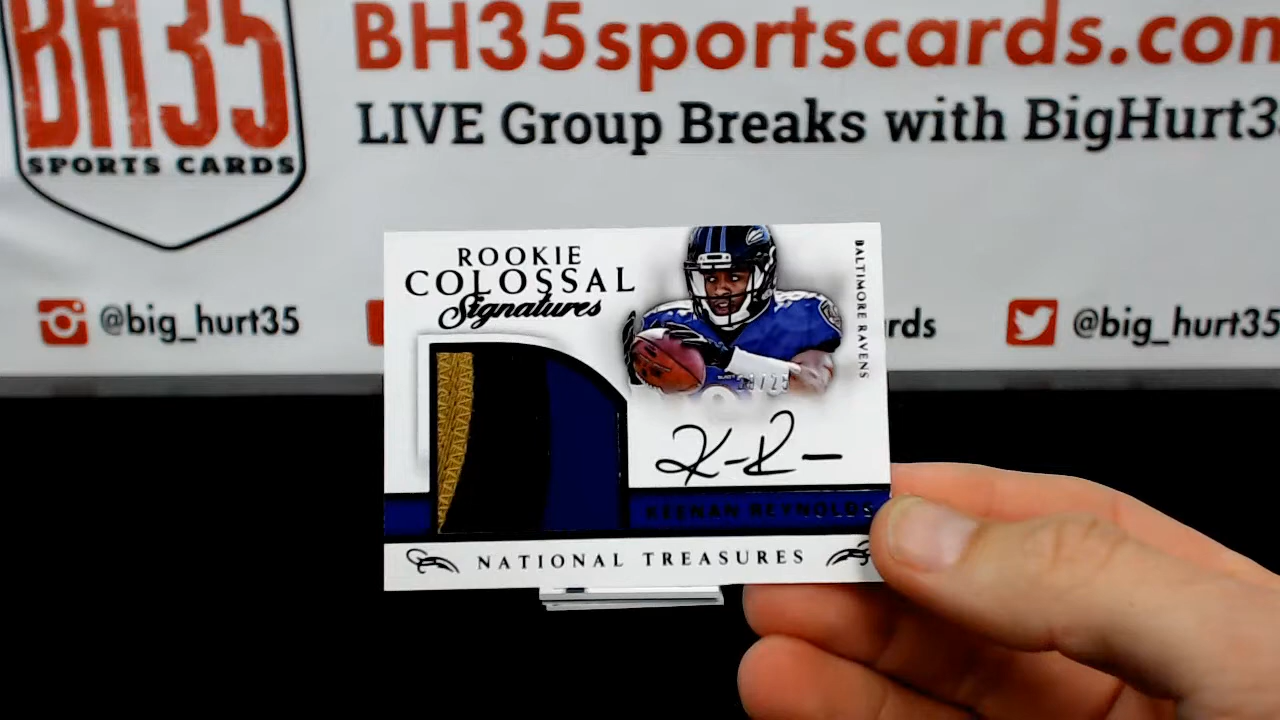 BH35
SPORTS CARDS
BH35sportscards.com
LIVE Group Breaks with BigHurt3
@big_hurt35
rds
@big_hurt35
ROOKIE
COLOSSAL
Signatures
BALTIMORE RAVENS
KEENAN REYNOLDS
NATIONAL TREASURES